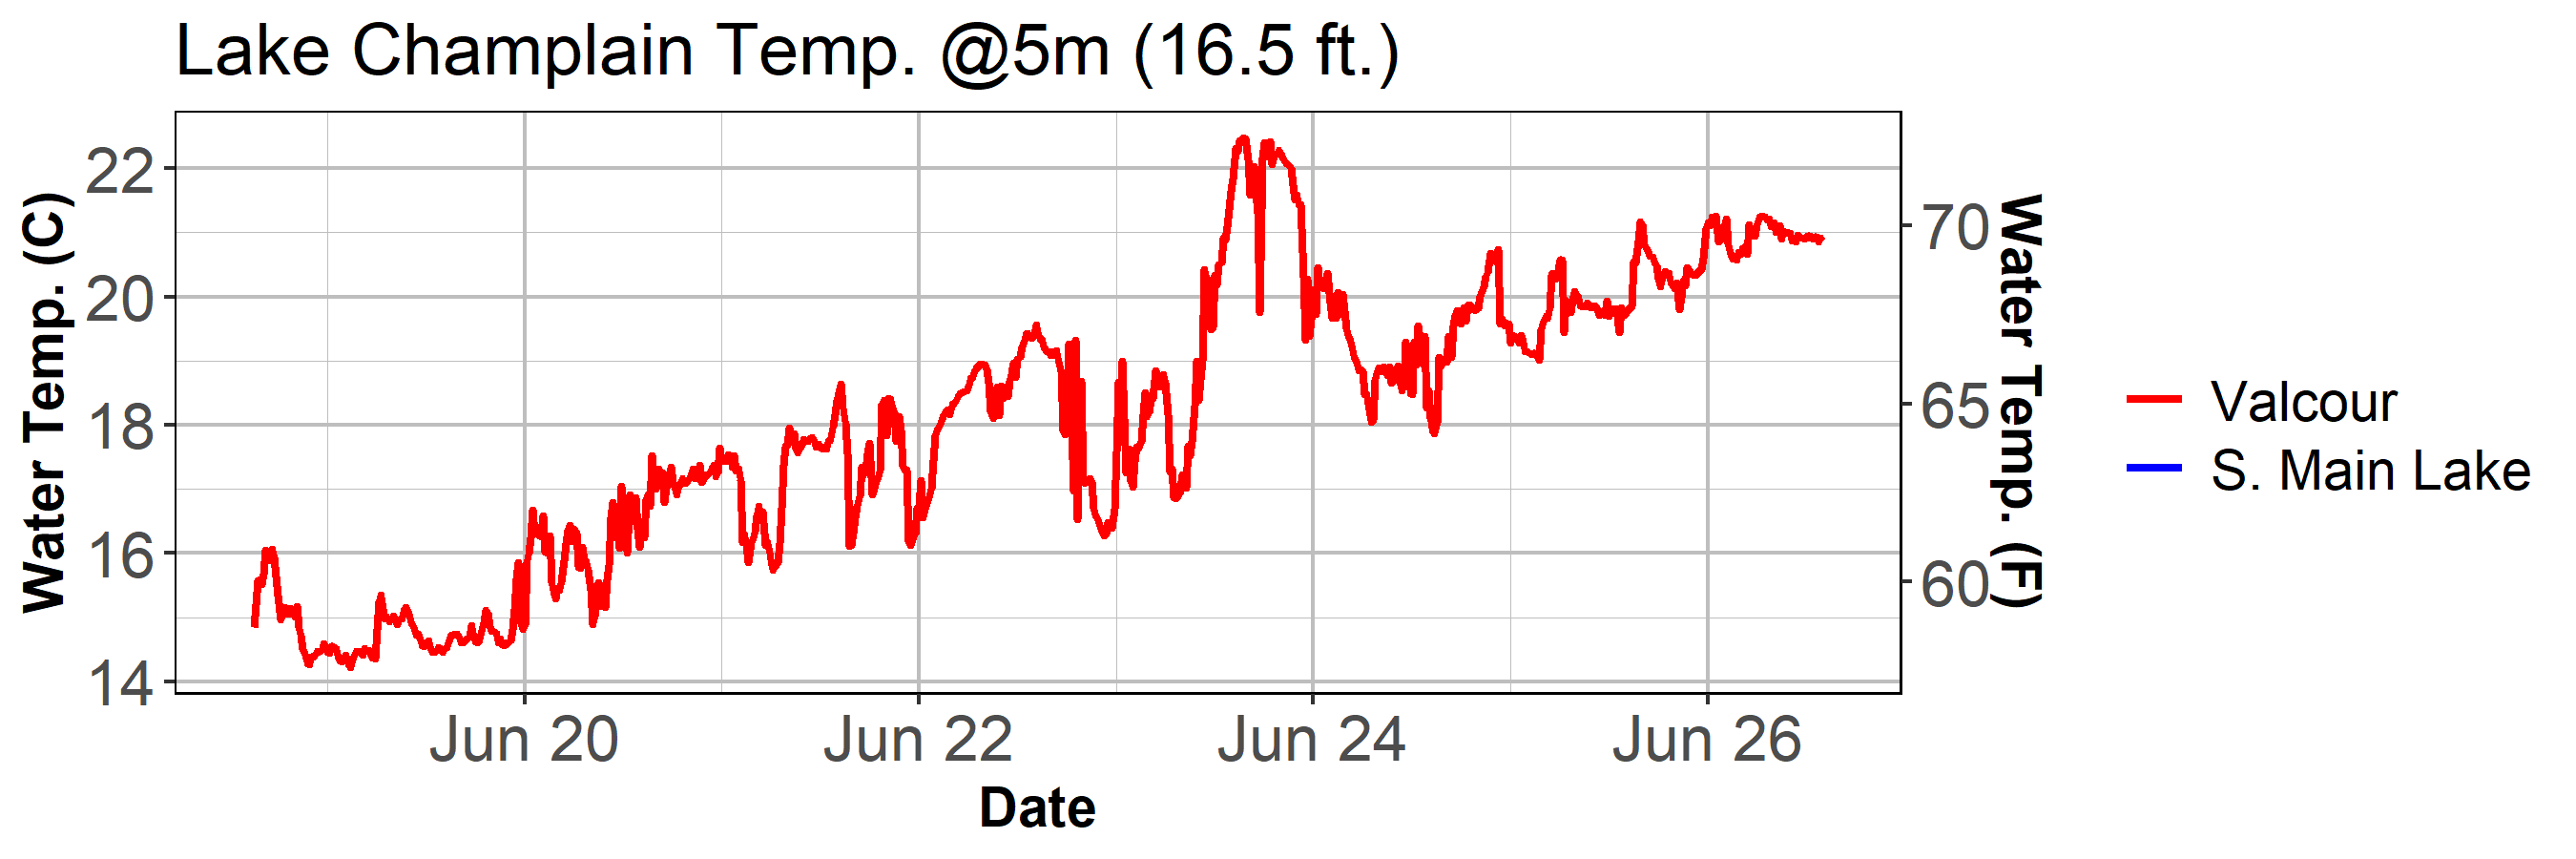 Lake Champlain Temp. @5m (16.5 ft.)
Water Temp. (C)
22
20
18
16
14
70
65
60
Water Temp. (F)
Jun 20
Jun 22
Jun 24
Jun 26
Date
Valcour
S. Main Lake